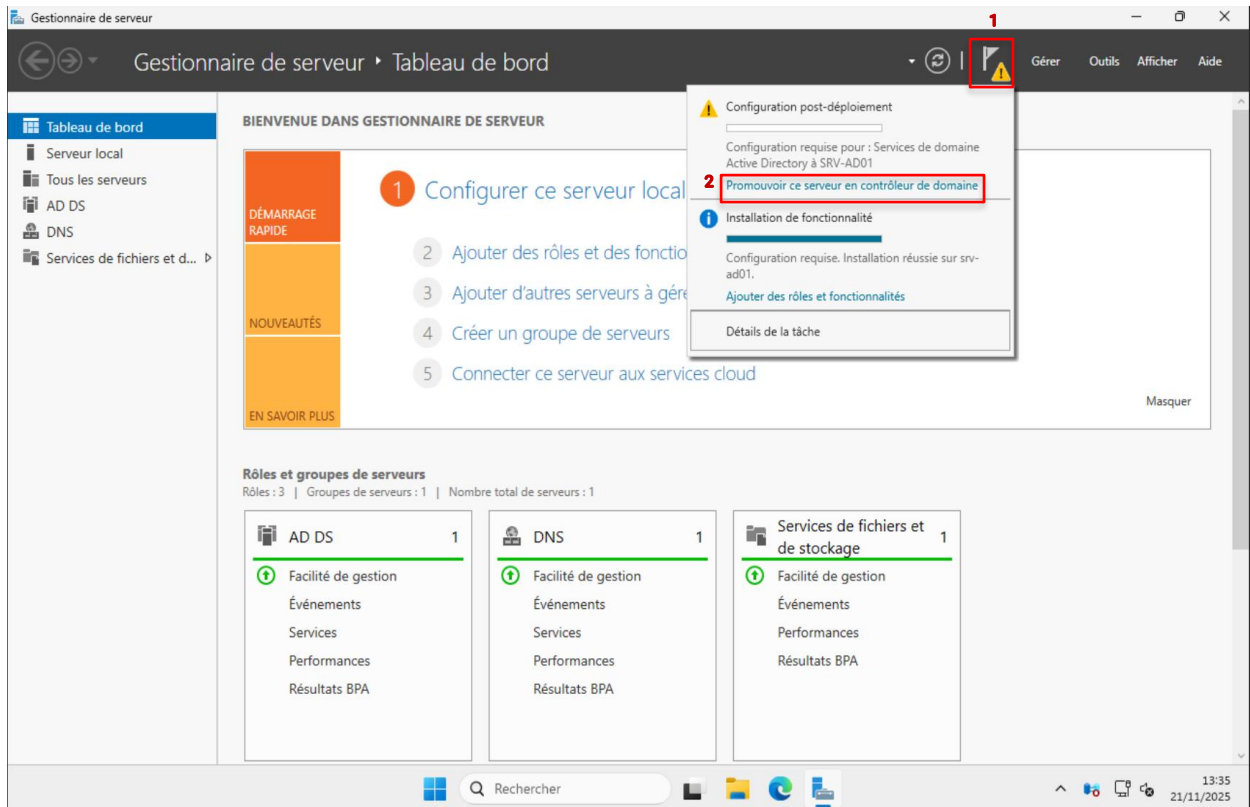 Gestionnaire de serveur
1
Gestionnaire de serveur ‣ Tableau de bord
Gérer Outils Afficher Aide
Tableau de bord
Serveur local
Tous les serveurs
AD DS
DNS
Services de fichiers et d...
BIENVENUE DANS GESTIONNAIRE DE SERVEUR
DÉMARRAGE
RAPIDE
NOUVEAUTÉS
EN SAVOIR PLUS
1 Configurer ce serveur local
2 Ajouter des rôles et des fonctio
3 Ajouter d'autres serveurs à gére
4 Créer un groupe de serveurs
5 Connecter ce serveur aux services cloud
Masquer
Configuration post-déploiement
Configuration requise pour : Services de domaine
Active Directory à SRV-AD01
2 Promouvoir ce serveur en contrôleur de domaine
Installation de fonctionnalité
Configuration requise. Installation réussie sur srv-
ad01.
Ajouter des rôles et fonctionnalités
Détails de la tâche
Rôles et groupes de serveurs
Rôles : 3 | Groupes de serveurs : 1 | Nombre total de serveurs : 1
AD DS 1
Facilité de gestion
Événements
Services
Performances
Résultats BPA
DNS 1
Facilité de gestion
Événements
Services
Performances
Résultats BPA
Services de fichiers et
de stockage 1
Facilité de gestion
Événements
Performances
Résultats BPA
Rechercher
13:35
21/11/2025